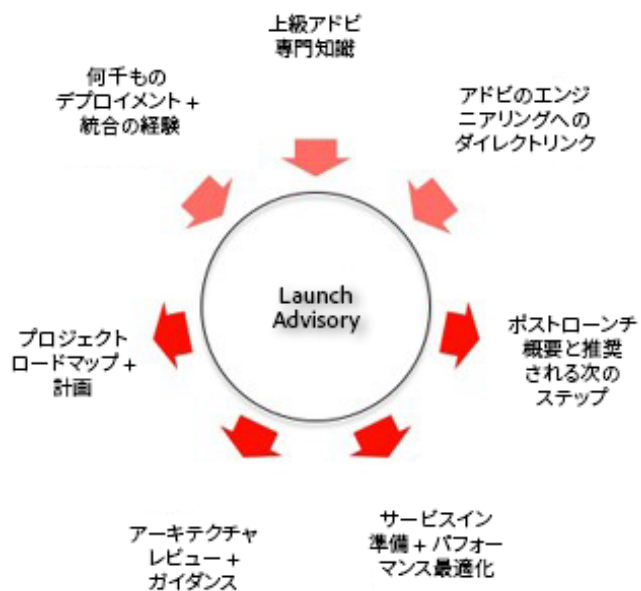 上級アドビ
専門知識
何千もの
デプロイメント +
統合の経験
アドビのエンジ
ニアリングへの
ダイレクトリンク
Launch
Advisory
プロジェクト
ロードマップ +
計画
ポストローンチ
概要と推奨
される次の
ステップ
アーキテクチャ
レビュー +
ガイダンス
サービスイン
準備 + パフォー
マンス最適化